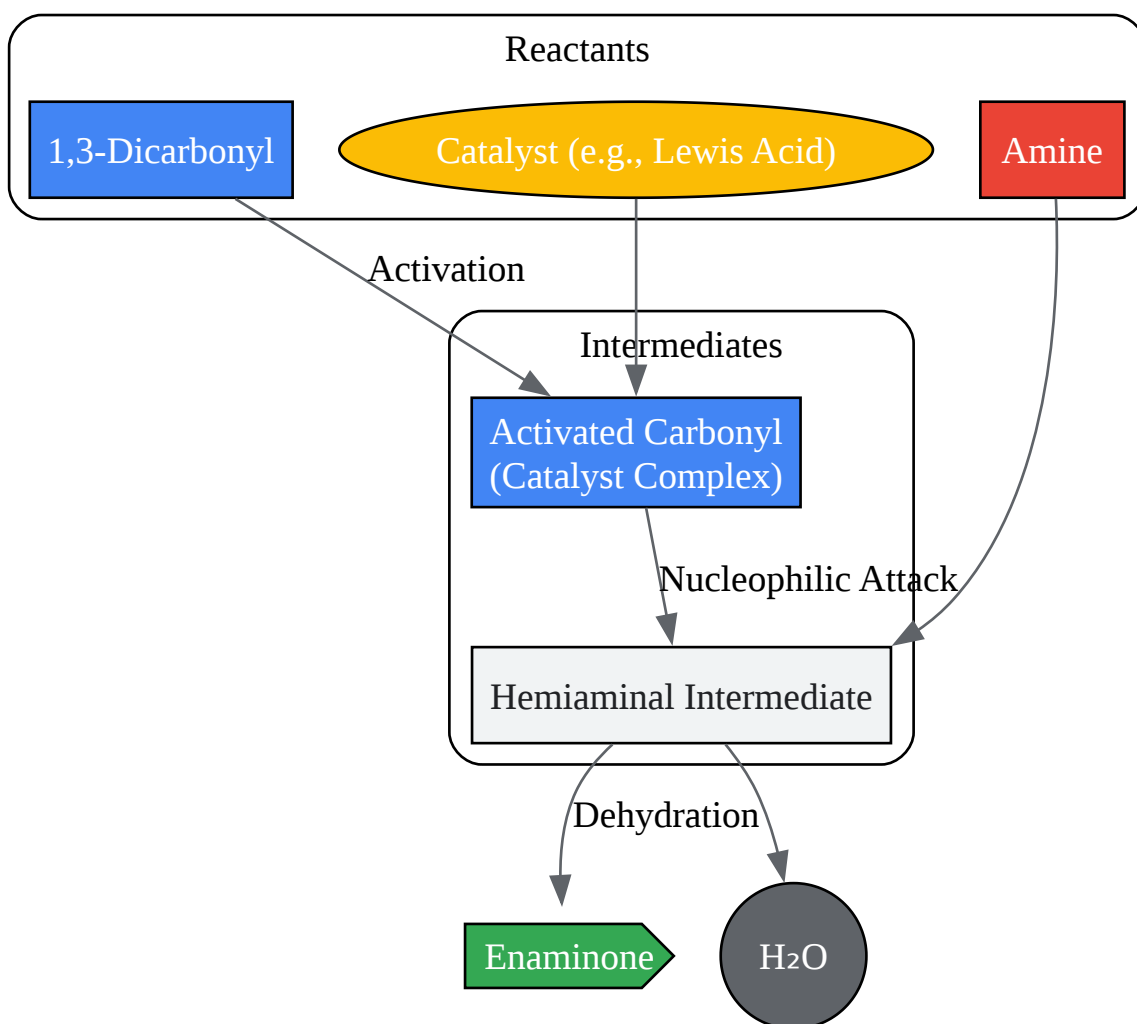 Reactants
1,3-Dicarbonyl
Catalyst (e.g., Lewis Acid)
Amine
Activation
Intermediates
Activated Carbonyl
(Catalyst Complex)
Nucleophilic Attack
Hemiaminal Intermediate
Dehydration
Enaminone
H₂O